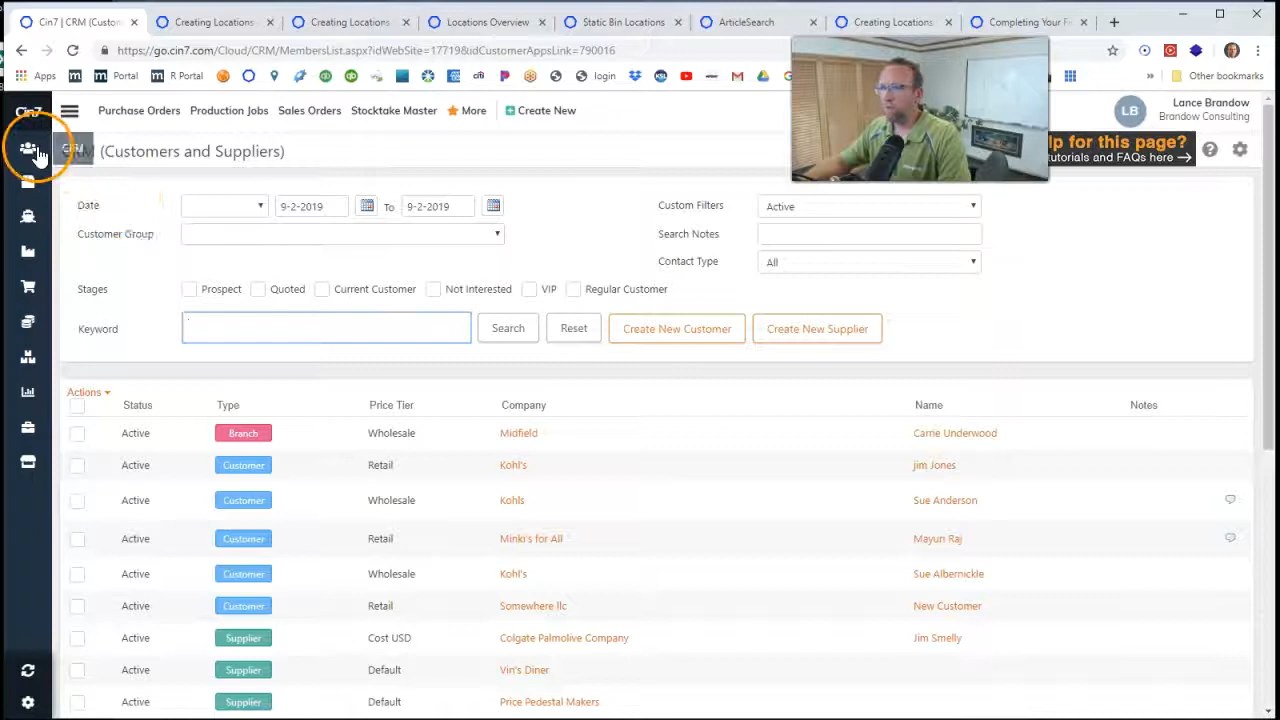 Cin7 | CRM (Customers and Suppl
Creating Locations
Creating Locations
Locations Overview
Static Bin Locations
ArticleSearch
Creating Locations
Completing Your F
https://go.cin7.com/Cloud/CRM/MembersList.aspx?idWebSite=17719&idCustomerAppsLink=790016
Apps Portal R Portal login Other bookmarks
Cin7 Purchase Orders Production Jobs Sales Orders Stocktake Master More Create New
LB Lance Brandow
Brandow Consulting
CRM
CRM (Customers and Suppliers)
lp for this page?
tutorials and FAQs here
Date 9-2-2019 To 9-2-2019 Custom Filters Active
Customer Group Search Notes
Contact Type All
Stages Prospect Quoted Current Customer Not Interested VIP Regular Customer
Keyword Search Reset Create New Customer Create New Supplier
Actions
Status Type Price Tier Company Name Notes
Active Branch Wholesale Midfield Carrie Underwood
Active Customer Retail Kohl's jim Jones
Active Customer Wholesale Kohls Sue Anderson
Active Customer Retail Minki's for All Mayun Raj
Active Customer Wholesale Kohl's Sue Albernickle
Active Customer Retail Somewhere llc New Customer
Active Supplier Cost USD Colgate Palmolive Company Jim Smelly
Active Supplier Default Vin's Diner
Active Supplier Default Price Pedestal Makers